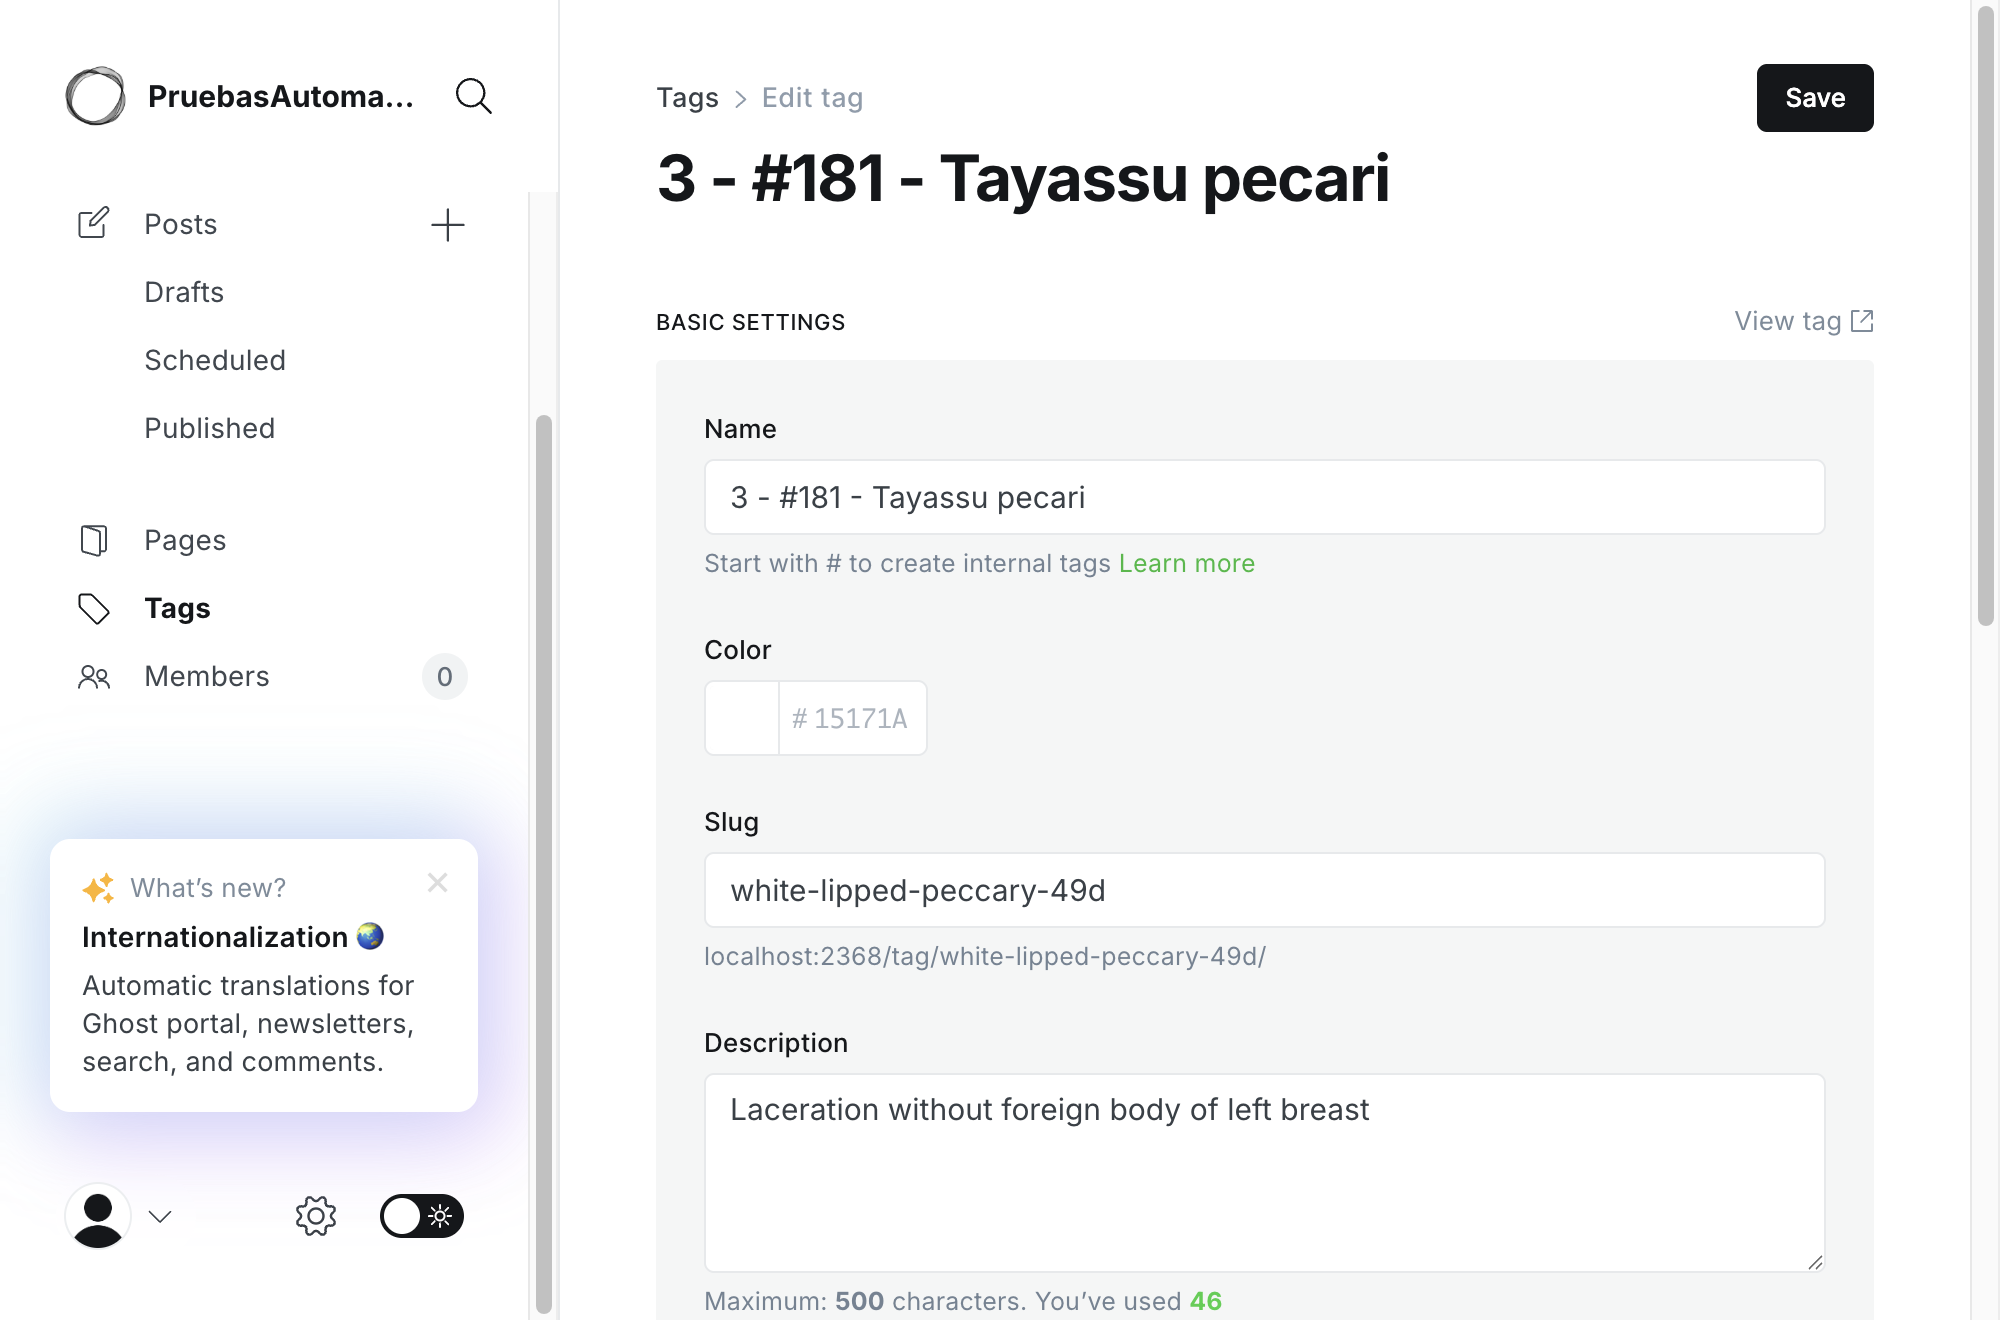 PruebasAutoma...
Posts
Drafts
Scheduled
Published
Pages
Tags
Members
0
What’s new?
Internationalization
Automatic translations for
Ghost portal, newsletters,
search, and comments.
Tags > Edit tag
Save
3 - #181 - Tayassu pecari
BASIC SETTINGS
View tag
Name
3 - #181 - Tayassu pecari
Start with # to create internal tags Learn more
Color
# 15171A
Slug
white-lipped-peccary-49d
localhost:2368/tag/white-lipped-peccary-49d/
Description
Laceration without foreign body of left breast
Maximum: 500 characters. You’ve used 46